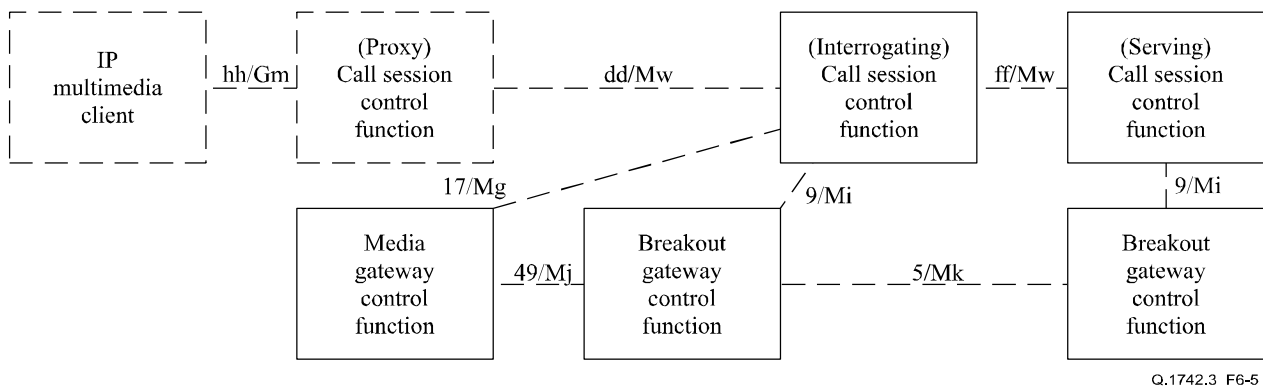 IP
multimedia
client
hh/Gm
(Proxy)
Call session
control
function
dd/Mw
(Interrogating)
Call session
control
function
ff/Mw
(Serving)
Call session
control
function
17/Mg
9/Mi
9/Mi
Media
gateway
control
function
49/Mj
Breakout
gateway
control
function
5/Mk
Breakout
gateway
control
function
Q.1742.3_F6-5